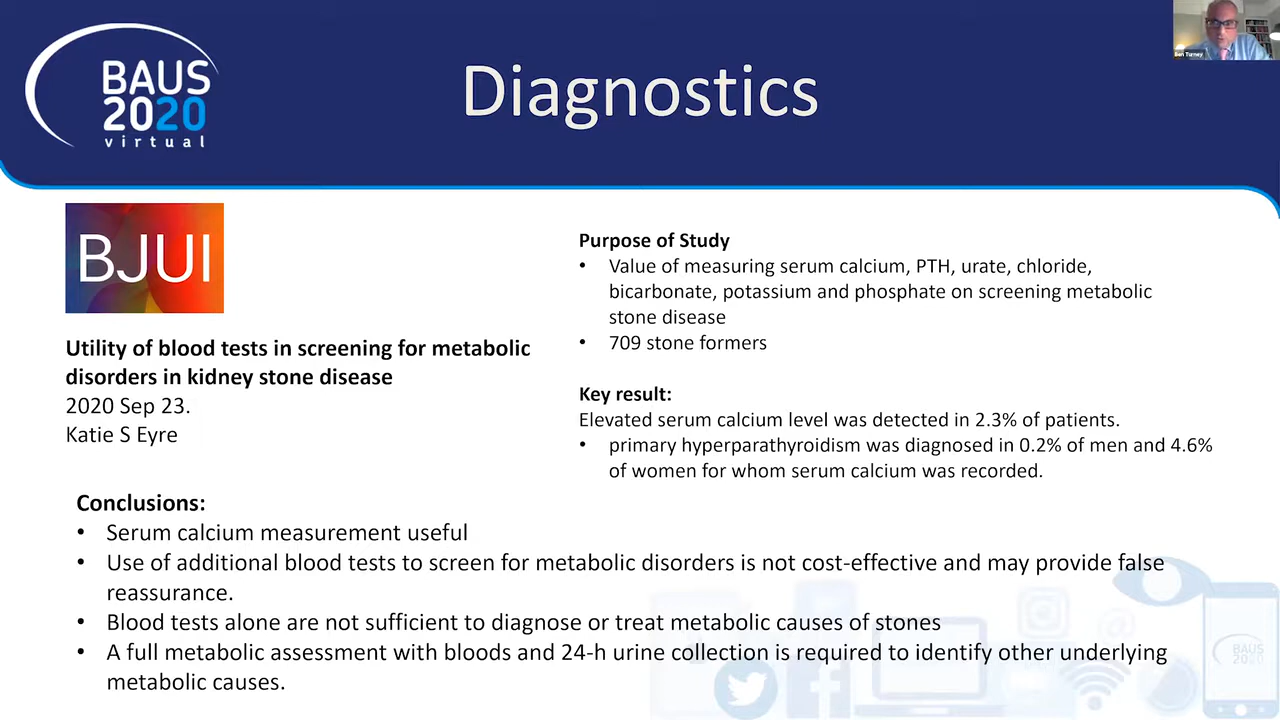 BAUS
2020
virtual
Diagnostics
Ben Turney
BJUI
Utility of blood tests in screening for metabolic
disorders in kidney stone disease
2020 Sep 23.
Katie S Eyre
Purpose of Study
• Value of measuring serum calcium, PTH, urate, chloride,
bicarbonate, potassium and phosphate on screening metabolic
stone disease
• 709 stone formers
Key result:
Elevated serum calcium level was detected in 2.3% of patients.
• primary hyperparathyroidism was diagnosed in 0.2% of men and 4.6%
of women for whom serum calcium was recorded.
Conclusions:
• Serum calcium measurement useful
• Use of additional blood tests to screen for metabolic disorders is not cost-effective and may provide false
reassurance.
• Blood tests alone are not sufficient to diagnose or treat metabolic causes of stones
• A full metabolic assessment with bloods and 24-h urine collection is required to identify other underlying
metabolic causes.
BAUS
2020